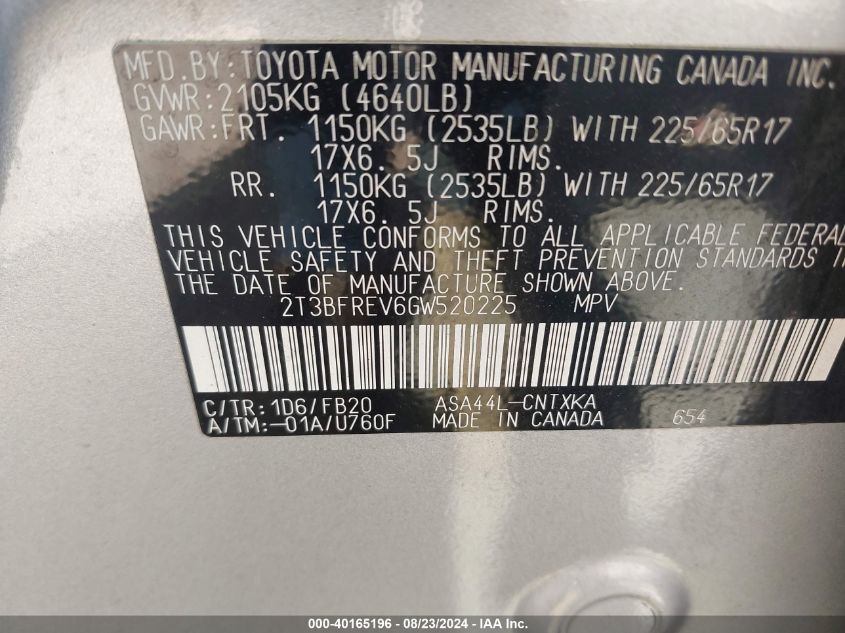 MFD.BY:TOYOTA MOTOR MANUFACTURING CANADA INC.
GVWR:2105KG (4640LB)
GAWR:FRT. 1150KG (2535LB) WITH 225/65R17
17X6.5J RIMS.
RR. 1150KG (2535LB) WITH 225/65R17
17X6.5J RIMS.
THIS VEHICLE CONFORMS TO ALL APPLICABLE FEDERAL
VEHICLE SAFETY AND THEFT PREVENTION STANDARDS
THE DATE OF MANUFACTURE SHOWN ABOVE.
2T3BFREV6GW520225 MPV
C/TR:1D6/FB20 ASA44L-CNTXKA
A/TM:-01A/U760F MADE IN CANADA 654
000-40165196 - 08/23/2024 - IAA Inc.